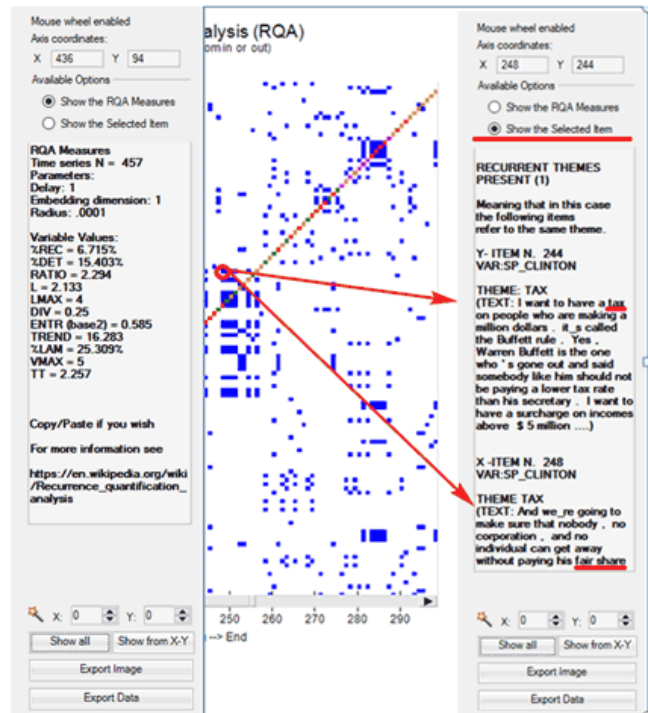 Mouse wheel enabled
Axis coordinates:
X 436 Y 94
Available Options
Show the RQA Measures
Show the Selected Item
RQA Measures
Time series N = 457
Parameters:
Delay: 1
Embedding dimension: 1
Radius: .0001
Variable Values:
%REC = 6.715%
%DET = 15.403%
RATIO = 2.294
L = 2.133
LMAX = 4
DIV = 0.25
ENTR (base2) = 0.585
TREND = 16.283
%LAM = 25.309%
VMAX = 5
TT = 2.257
Copy/Paste if you wish
For more information see
https://en.wikipedia.org/wiki
/Recurrence_quantification_
analysis
X: 0 Y: 0
Show all Show from X-Y
Export Image
Export Data
alysis (RQA)
om in or out)
250 260 270 280 290
--> End
Mouse wheel enabled
Axis coordinates:
X 248 Y 244
Available Options
Show the RQA Measures
Show the Selected Item
RECURRENT THEMES
PRESENT (1)
Meaning that in this case
the following items
refer to the same theme.
Y- ITEM N. 244
VAR:SP_CLINTON
THEME: TAX
(TEXT: I want to have a tax
on people who are making a
million dollars . it_s called
the Buffett rule . Yes ,
Warren Buffett is the one
who ' s gone out and said
somebody like him should not
be paying a lower tax rate
than his secretary . I want to
have a surcharge on incomes
above $ 5 million ....)
X -ITEM N. 248
VAR:SP_CLINTON
THEME TAX
(TEXT: And we_re going to
make sure that nobody , no
corporation , and no
individual can get away
without paying his fair share
X: 0 Y: 0
Show all Show from X-Y
Export Image
Export Data